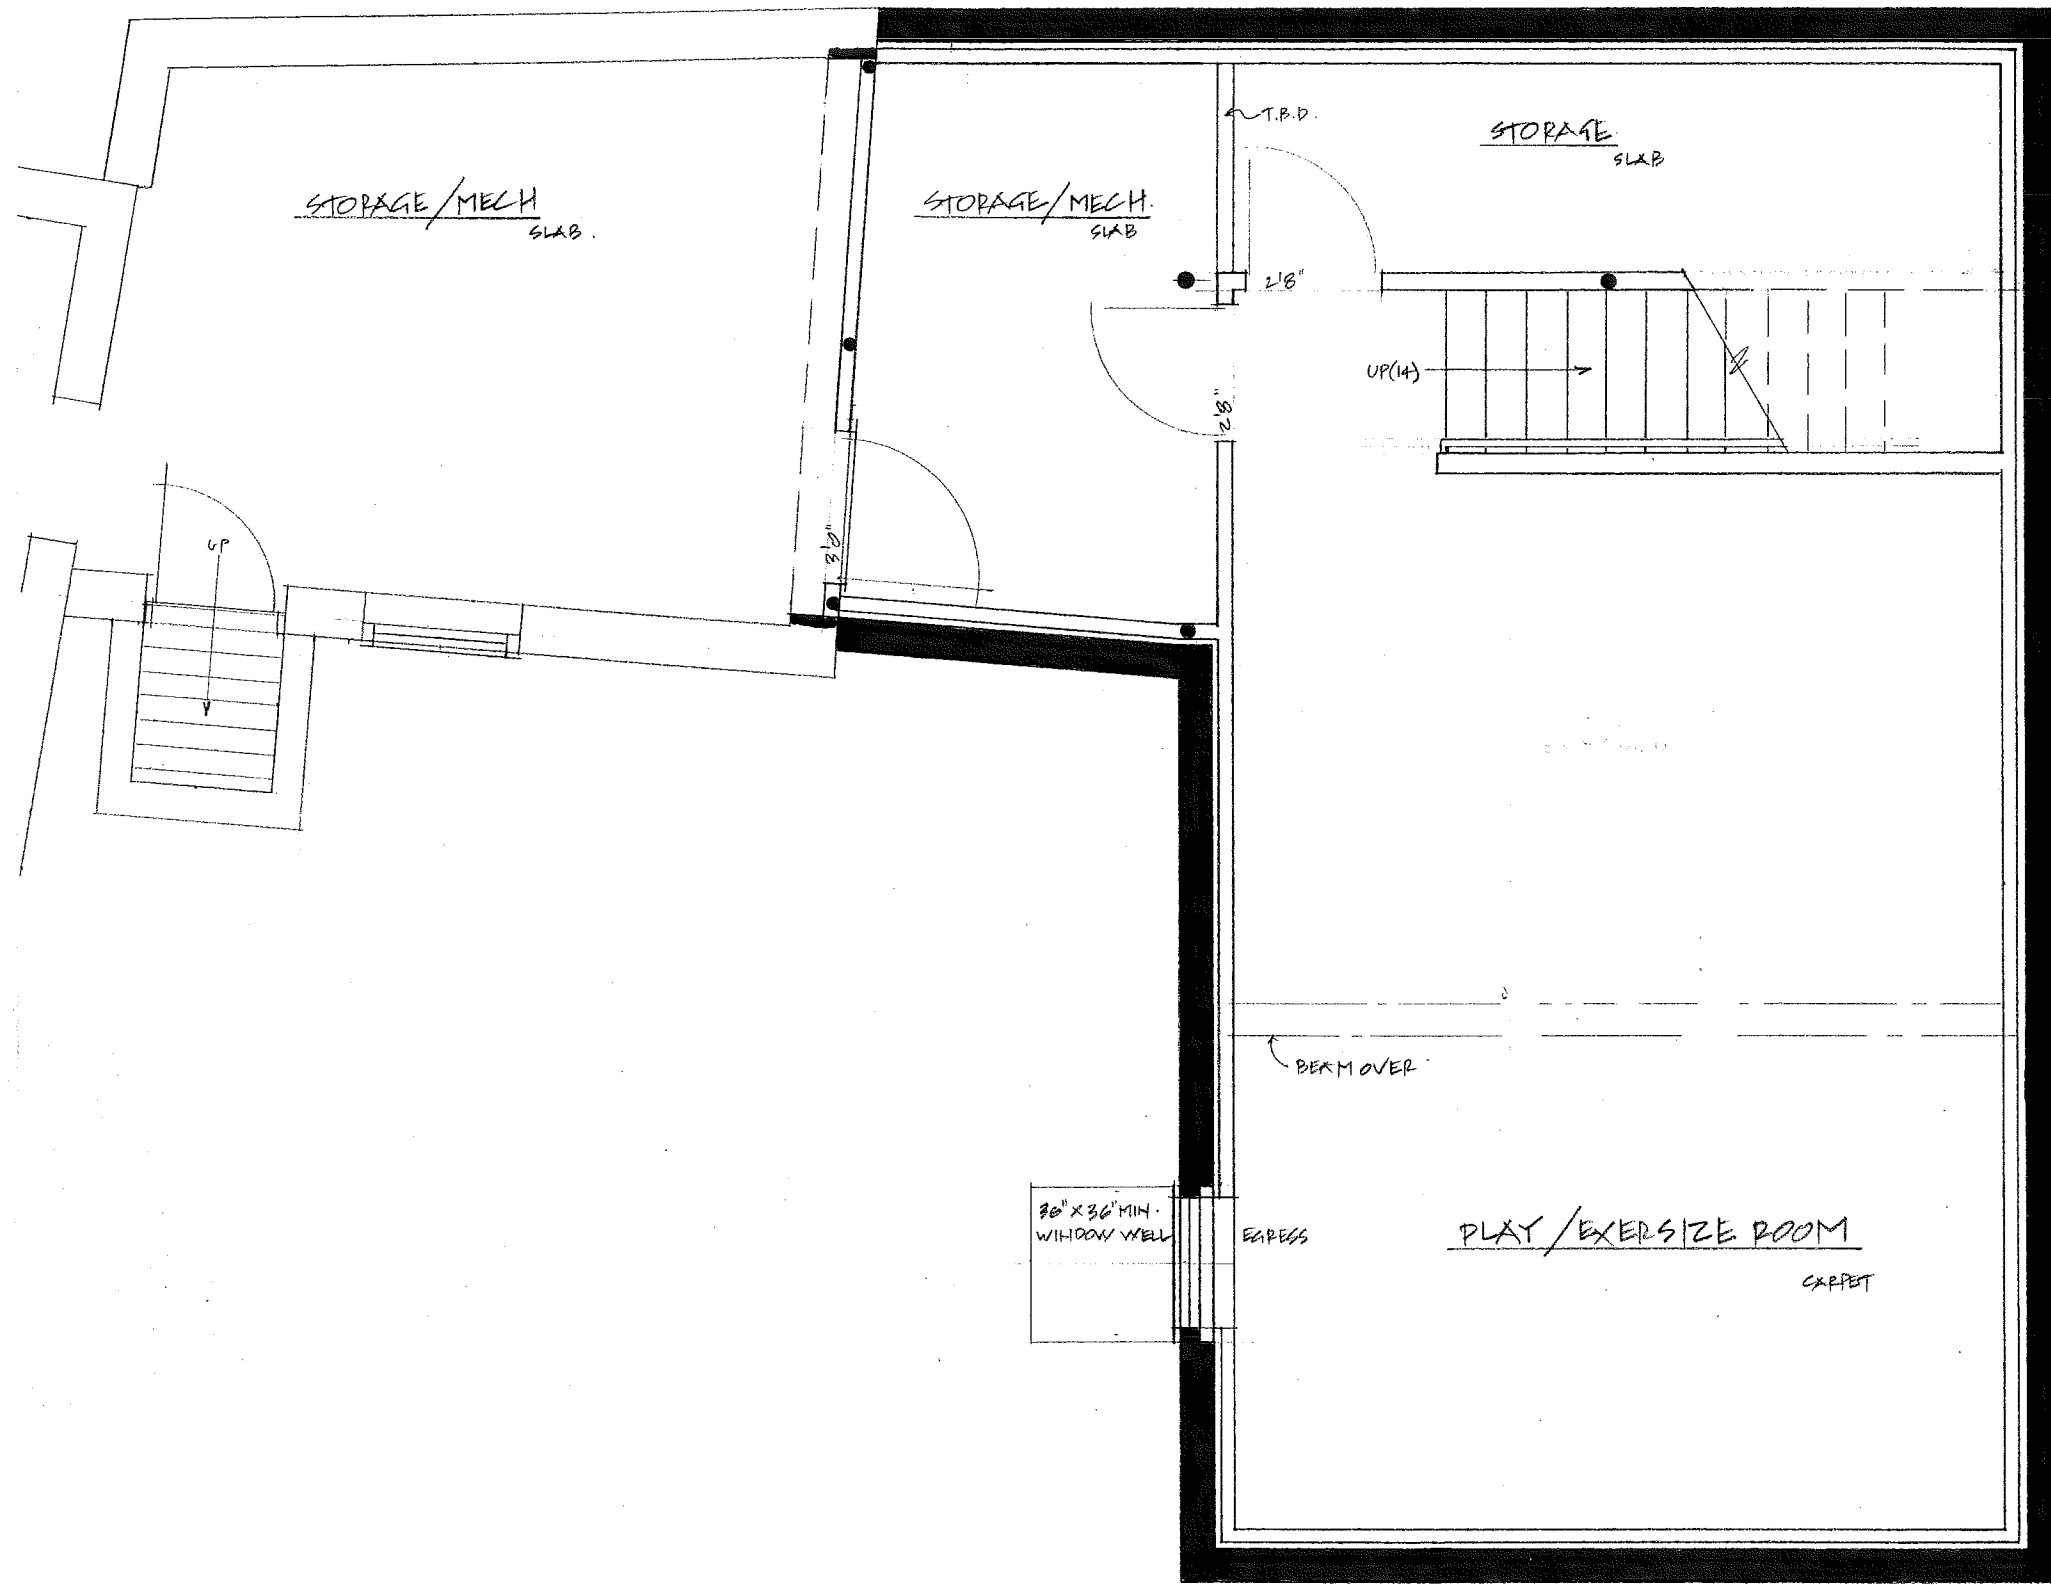 T.B.D.
STORAGE
SLAB
STORAGE/MECH
SLAB.
STORAGE/MECH.
SLAB
2'8"
UP(14)
2'8"
3'0"
UP
BEAM OVER
36" X 36" MIN.
WINDOW WELL
EGRESS
PLAY/EXERSIZE ROOM
CARPET